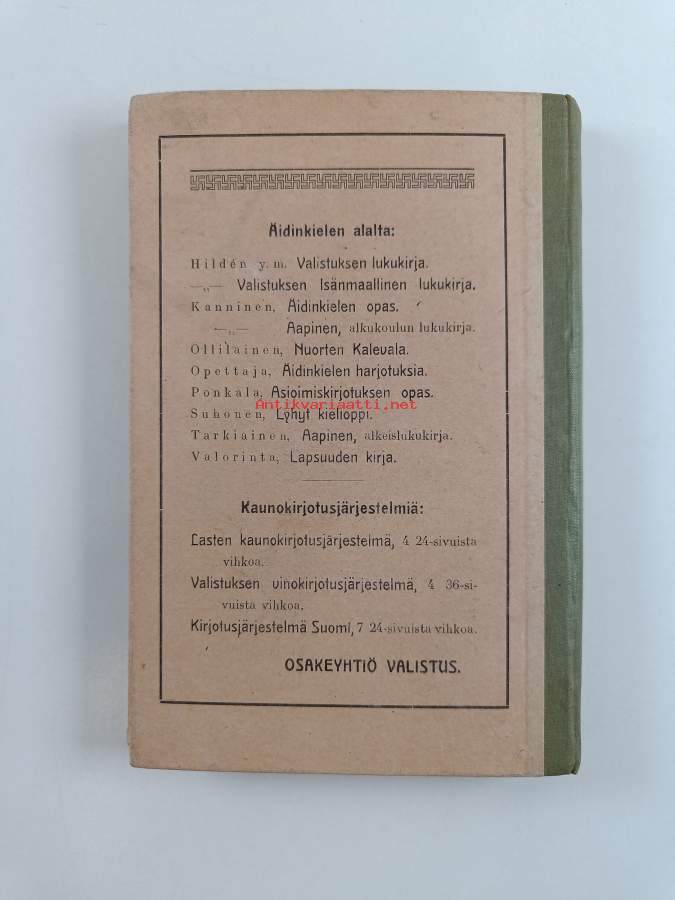 Äidinkielen alalta:
Hildén y. m. Valistuksen lukukirja.
—„— Valistuksen Isänmaallinen lukukirja.
Kanninen, Äidinkielen opas.
—„— Aapinen, alkukoulun lukukirja.
Ollilainen, Nuorten Kalevala.
Opettaja, Äidinkielen harjotuksia.
Ponkala, Asioimiskirjotuksen opas.
Antikvariaatti.net
Suhonen, Lyhyt kielioppi.
Tarkiainen, Aapinen, alkeislukukirja.
Valorinta, Lapsuuden kirja.
Kaunokirjotusjärjestelmiä:
Lasten kaunokirjotusjärjestelmä, 4 24-sivuista
vihkoa.
Valistuksen vinokirjotusjärjestelmä, 4 36-si-
vuista vihkoa.
Kirjotusjärjestelmä Suomi, 7 24-sivuista vihkoa.
OSAKEYHTIÖ VALISTUS.